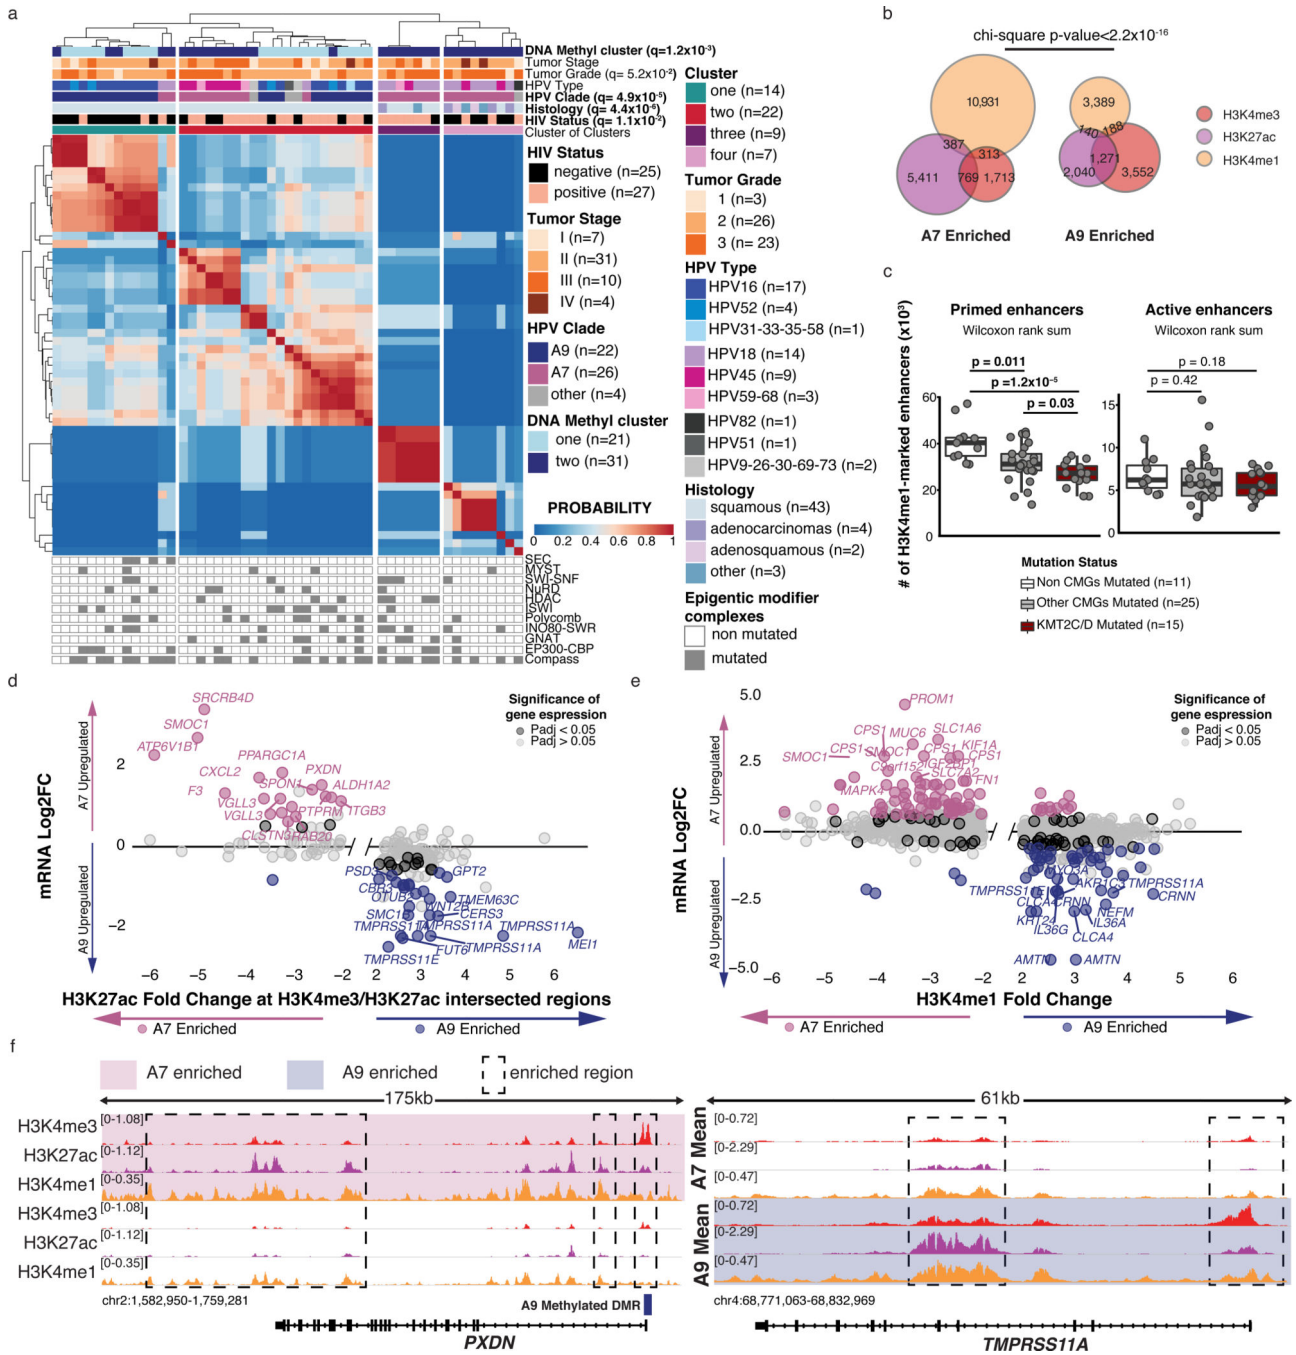 a
DNA Methyl cluster (q=1.2x10-3)
Tumor Stage
Tumor Grade (q= 5.2x10-2)
HPV Type
HPV Clade (q= 4.9x10-5)
Histology (q= 4.4x10-6)
HIV Status (q= 1.1x10-2)
Cluster of Clusters
HIV Status
negative (n=25)
positive (n=27)
Tumor Stage
I (n=7)
II (n=31)
III (n=10)
IV (n=4)
HPV Clade
A9 (n=22)
A7 (n=26)
other (n=4)
DNA Methyl cluster
one (n=21)
two (n=31)
PROBABILITY
0 0.2 0.4 0.6 0.8 1
SEC
MYST
SWI-SNF
NuRD
HDAC
ISWI
Polycomb
INO80-SWR
GNAT
EP300-CBP
Compass
Cluster
one (n=14)
two (n=22)
three (n=9)
four (n=7)
Tumor Grade
1 (n=3)
2 (n=26)
3 (n= 23)
HPV Type
HPV16 (n=17)
HPV52 (n=4)
HPV31-33-35-58 (n=1)
HPV18 (n=14)
HPV45 (n=9)
HPV59-68 (n=3)
HPV82 (n=1)
HPV51 (n=1)
HPV9-26-30-69-73 (n=2)
Histology
squamous (n=43)
adenocarcinomas (n=4)
adenosquamous (n=2)
other (n=3)
Epigentic modifier
complexes
non mutated
mutated
b
chi-square p-value<2.2x10-16
10,931
387
313
5,411
769
1,713
A7 Enriched
3,389
140
188
1,271
2,040
3,552
A9 Enriched
H3K4me3
H3K27ac
H3K4me1
c
Primed enhancers
Wilcoxon rank sum
Active enhancers
Wilcoxon rank sum
# of H3K4me1-marked enhancers (x103)
p = 0.011
p =1.2x10-5
p = 0.03
60
40
20
0
p = 0.18
p = 0.42
15
10
5
0
Mutation Status
Non CMGs Mutated (n=11)
Other CMGs Mutated (n=25)
KMT2C/D Mutated (n=15)
d
mRNA Log2FC
A7 Upregulated
A9 Upregulated
2
0
−2
Significance of
gene expression
Padj < 0.05
Padj > 0.05
SRCRB4D
SMOC1
ATP6V1B1
PPARGC1A
CXCL2
PXDN
SPON1
ALDH1A2
F3
VGLL3
PTPRM
ITGB3
VGLL3
CLSTN3
RAB20
PSD3
GPT2
CBR3
OTUB2
TMEM63C
WNT2B
SMC1B
CERS3
TMPRSS11A
TMPRSS11A
TMPRSS11A
MEI1
FUT6
TMPRSS11A
TMPRSS11E
−6 −5 −4 −3 −2 2 3 4 5 6
H3K27ac Fold Change at H3K4me3/H3K27ac intersected regions
A7 Enriched
A9 Enriched
e
mRNA Log2FC
A7 Upregulated
A9 Upregulated
5.0
2.5
0.0
−2.5
−5.0
Significance of
gene expression
Padj < 0.05
Padj > 0.05
PROM1
CPS1
MUC6
SLC1A6
SMOC1
CPS1
SMOC1
CPS1
KIF1A
CPS1
C9orf152
IGF2BP1
SLC7A2
FN1
MAPK4
MYO3A
TMPRSS11E
AKR1C3
TMPRSS11A
CLCA4
CRNN
CRNN
KRT24
NEFM
IL36G
IL36A
CLCA4
AMTN
AMTN
−6 −5 −4 −3 −2 2 3 4 5 6
H3K4me1 Fold Change
A7 Enriched
A9 Enriched
f
A7 enriched
A9 enriched
enriched region
175kb
H3K4me3
[0-1.08]
H3K27ac
[0-1.12]
H3K4me1
[0-0.35]
H3K4me3
[0-1.08]
H3K27ac
[0-1.12]
H3K4me1
[0-0.35]
chr2:1,582,950-1,759,281
A9 Methylated DMR
PXDN
61kb
A7 Mean
[0-0.72]
[0-2.29]
[0-0.47]
A9 Mean
[0-0.72]
[0-2.29]
[0-0.47]
chr4:68,771,063-68,832,969
TMPRSS11A